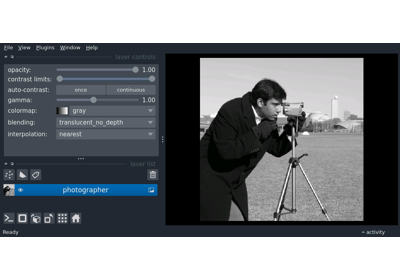 File View Plugins Window Help
layer controls
opacity: 1.00
contrast limits:
auto-contrast: once continuous
gamma: 1.00
colormap: gray
blending: translucent_no_depth
interpolation: nearest
layer list
photographer
Ready activity